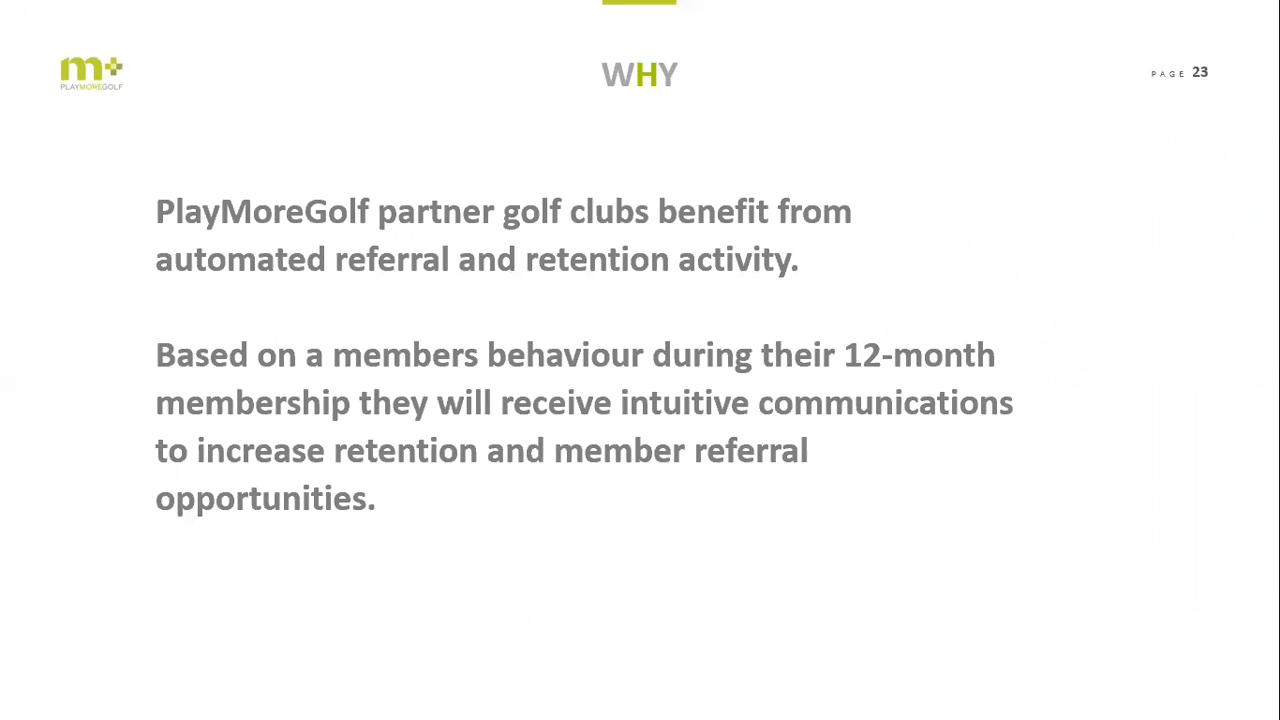 m+
PLAYMOREGOLF
WHY
PAGE 23
PlayMoreGolf partner golf clubs benefit from
automated referral and retention activity.
Based on a members behaviour during their 12-month
membership they will receive intuitive communications
to increase retention and member referral
opportunities.